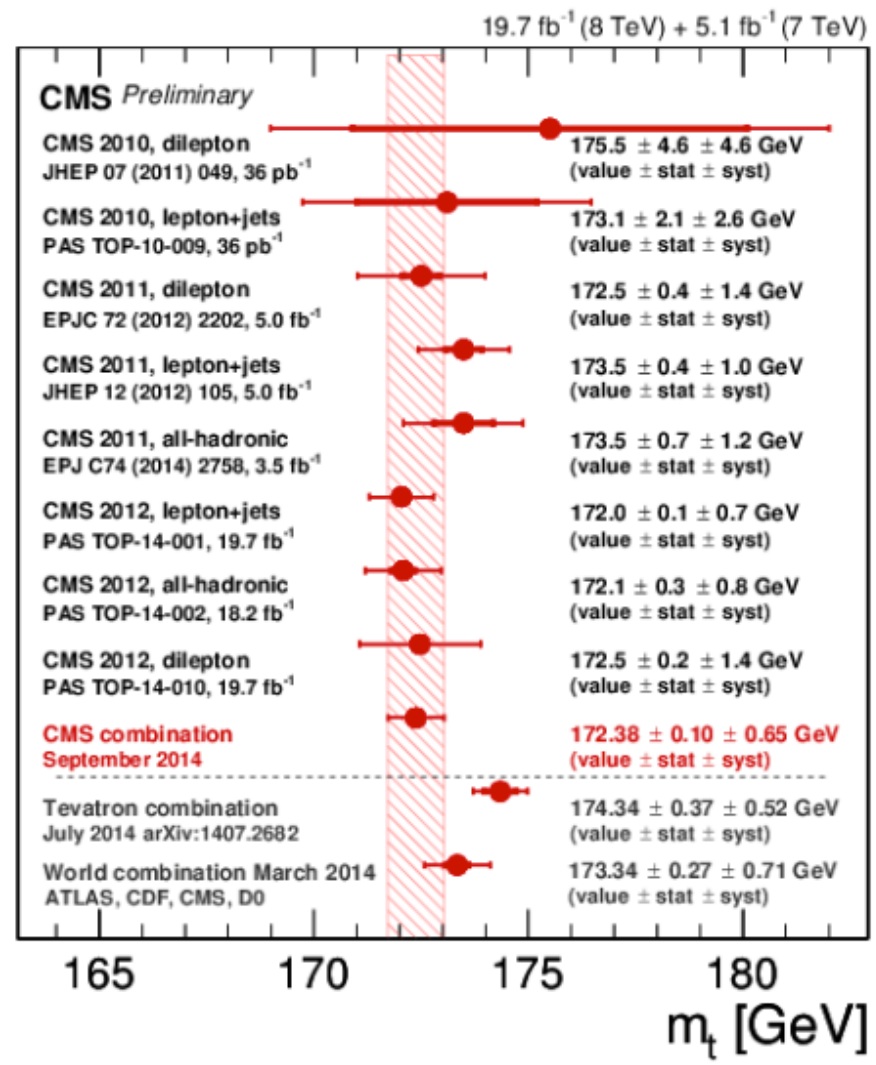 19.7 fb⁻¹ (8 TeV) + 5.1 fb⁻¹ (7 TeV)
CMS Preliminary
CMS 2010, dilepton 175.5 ± 4.6 ± 4.6 GeV
JHEP 07 (2011) 049, 36 pb⁻¹ (value ± stat ± syst)
CMS 2010, lepton+jets 173.1 ± 2.1 ± 2.6 GeV
PAS TOP-10-009, 36 pb⁻¹ (value ± stat ± syst)
CMS 2011, dilepton 172.5 ± 0.4 ± 1.4 GeV
EPJC 72 (2012) 2202, 5.0 fb⁻¹ (value ± stat ± syst)
CMS 2011, lepton+jets 173.5 ± 0.4 ± 1.0 GeV
JHEP 12 (2012) 105, 5.0 fb⁻¹ (value ± stat ± syst)
CMS 2011, all-hadronic 173.5 ± 0.7 ± 1.2 GeV
EPJ C74 (2014) 2758, 3.5 fb⁻¹ (value ± stat ± syst)
CMS 2012, lepton+jets 172.0 ± 0.1 ± 0.7 GeV
PAS TOP-14-001, 19.7 fb⁻¹ (value ± stat ± syst)
CMS 2012, all-hadronic 172.1 ± 0.3 ± 0.8 GeV
PAS TOP-14-002, 18.2 fb⁻¹ (value ± stat ± syst)
CMS 2012, dilepton 172.5 ± 0.2 ± 1.4 GeV
PAS TOP-14-010, 19.7 fb⁻¹ (value ± stat ± syst)
CMS combination 172.38 ± 0.10 ± 0.65 GeV
September 2014 (value ± stat ± syst)
Tevatron combination 174.34 ± 0.37 ± 0.52 GeV
July 2014 arXiv:1407.2682 (value ± stat ± syst)
World combination March 2014 173.34 ± 0.27 ± 0.71 GeV
ATLAS, CDF, CMS, D0 (value ± stat ± syst)
165 170 175 180
mₜ [GeV]